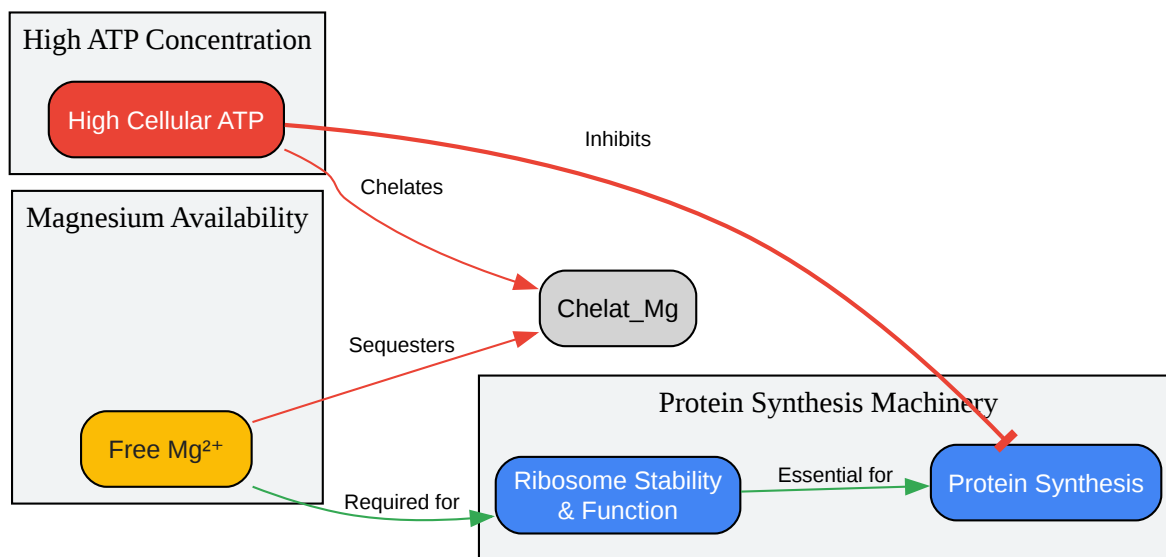 High ATP Concentration
High Cellular ATP
Inhibits
Chelates
Magnesium Availability
Chelat_Mg
Sequesters
Free Mg²⁺
Required for
Protein Synthesis Machinery
Ribosome Stability
& Function
Essential for
Protein Synthesis